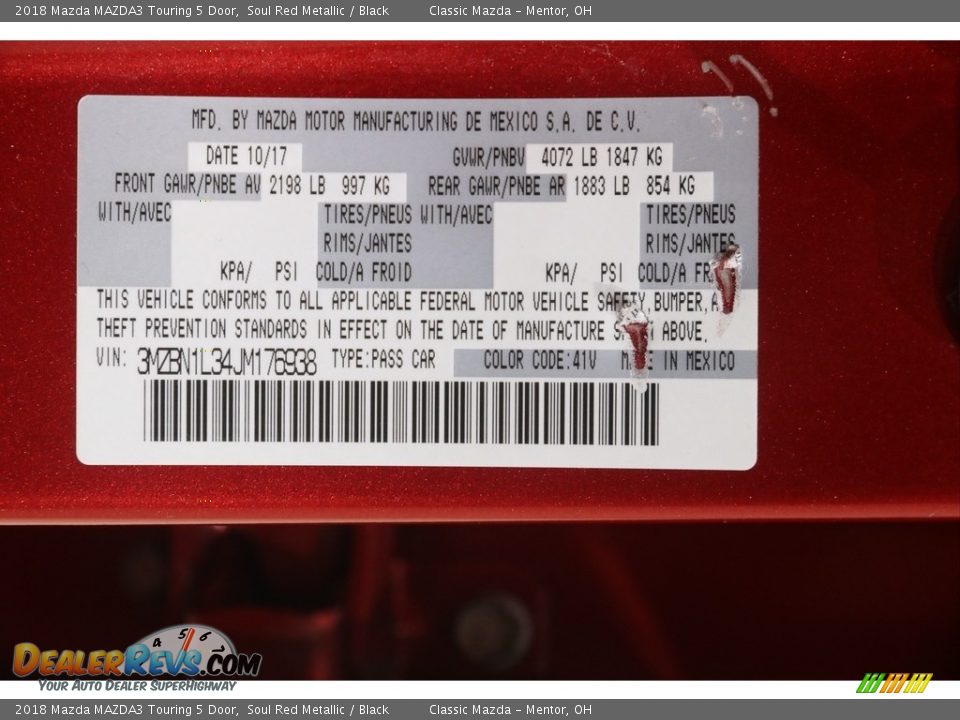 2018 Mazda MAZDA3 Touring 5 Door, Soul Red Metallic / Black Classic Mazda – Mentor, OH
MFD. BY MAZDA MOTOR MANUFACTURING DE MEXICO S.A. DE C.V.
DATE 10/17 GVWR/PNBV 4072 LB 1847 KG
FRONT GAWR/PNBE AV 2198 LB 997 KG REAR GAWR/PNBE AR 1883 LB 854 KG
WITH/AVEC TIRES/PNEUS WITH/AVEC TIRES/PNEUS
RIMS/JANTES RIMS/JANTES
KPA/ PSI COLD/A FROID KPA/ PSI COLD/A
THIS VEHICLE CONFORMS TO ALL APPLICABLE FEDERAL MOTOR VEHICLE SAFETY, BUMPER,
THEFT PREVENTION STANDARDS IN EFFECT ON THE DATE OF MANUFACTURE ABOVE.
VIN: 3MZBN1L34JM176938 TYPE:PASS CAR COLOR CODE:41V IN MEXICO
4 5 6
DEALERREVS.COM
YOUR AUTO DEALER SUPERHIGHWAY
2018 Mazda MAZDA3 Touring 5 Door, Soul Red Metallic / Black Classic Mazda – Mentor, OH